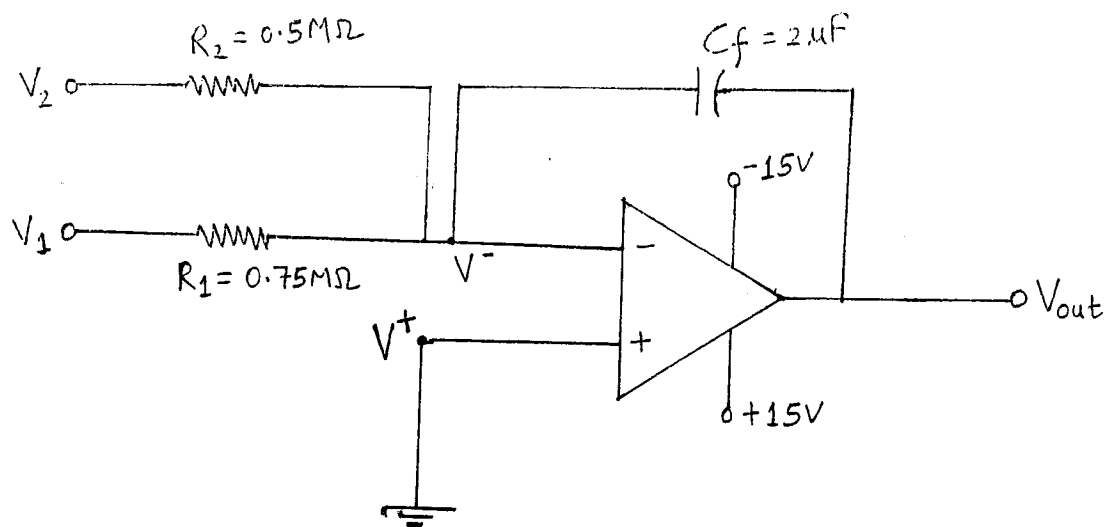 R₂ = 0.5MΩ
Cf = 2μF
V₂
-15V
V₁
-
V⁻
R₁ = 0.75MΩ
Vout
V⁺
+
+15V